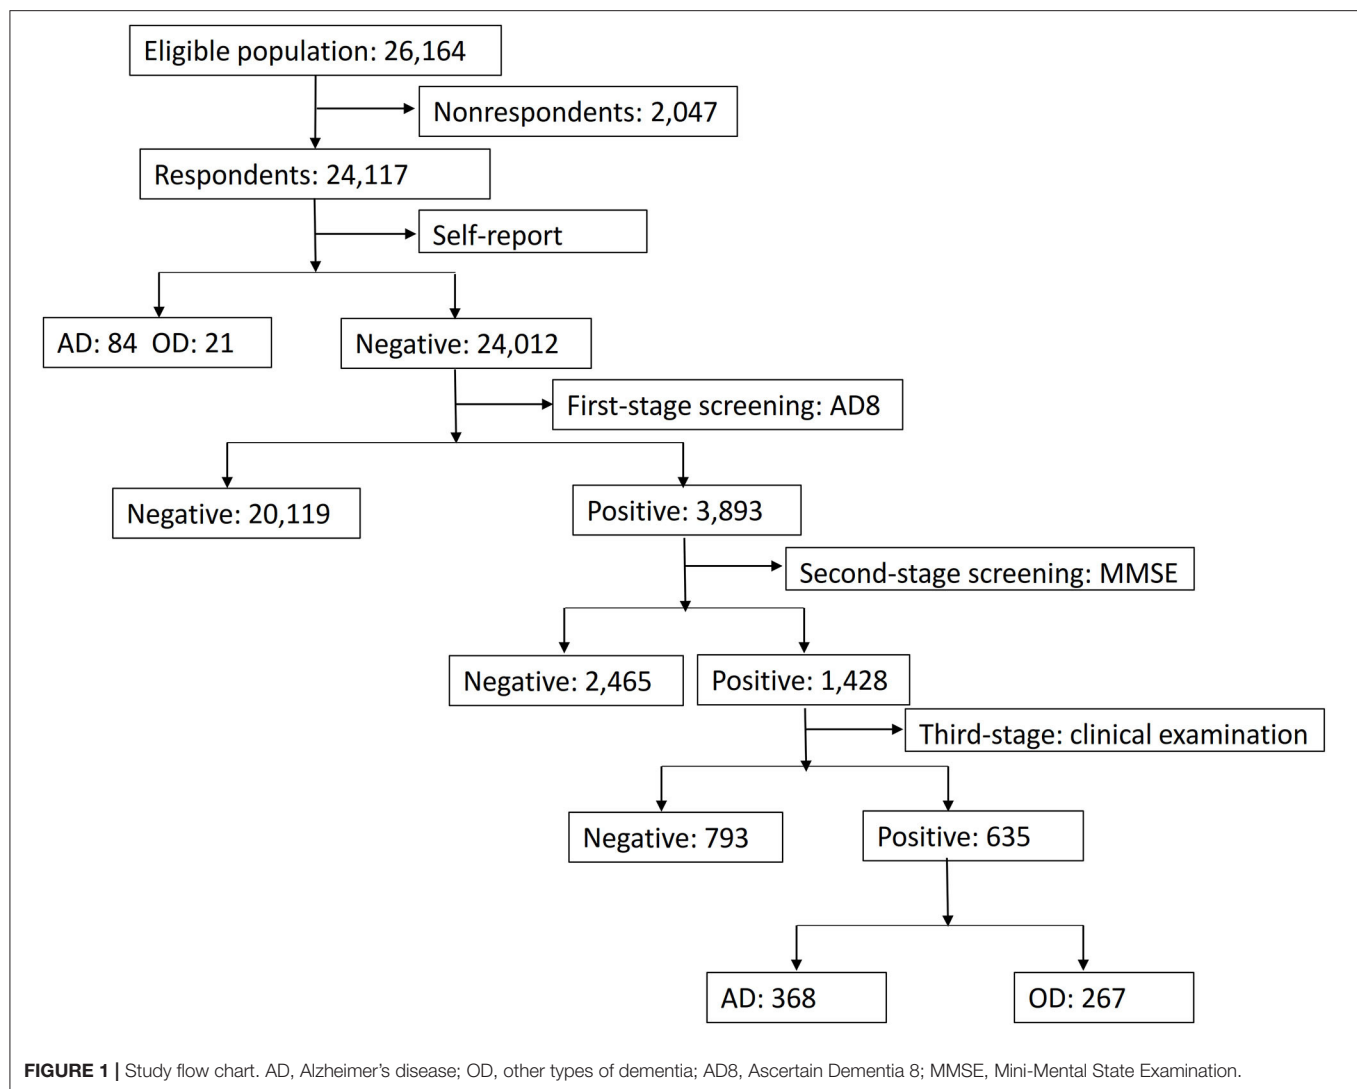 Eligible population: 26,164
Nonrespondents: 2,047
Respondents: 24,117
Self-report
AD: 84 OD: 21
Negative: 24,012
First-stage screening: AD8
Negative: 20,119
Positive: 3,893
Second-stage screening: MMSE
Negative: 2,465
Positive: 1,428
Third-stage: clinical examination
Negative: 793
Positive: 635
AD: 368
OD: 267
FIGURE 1 | Study flow chart. AD, Alzheimer's disease; OD, other types of dementia; AD8, Ascertain Dementia 8; MMSE, Mini-Mental State Examination.